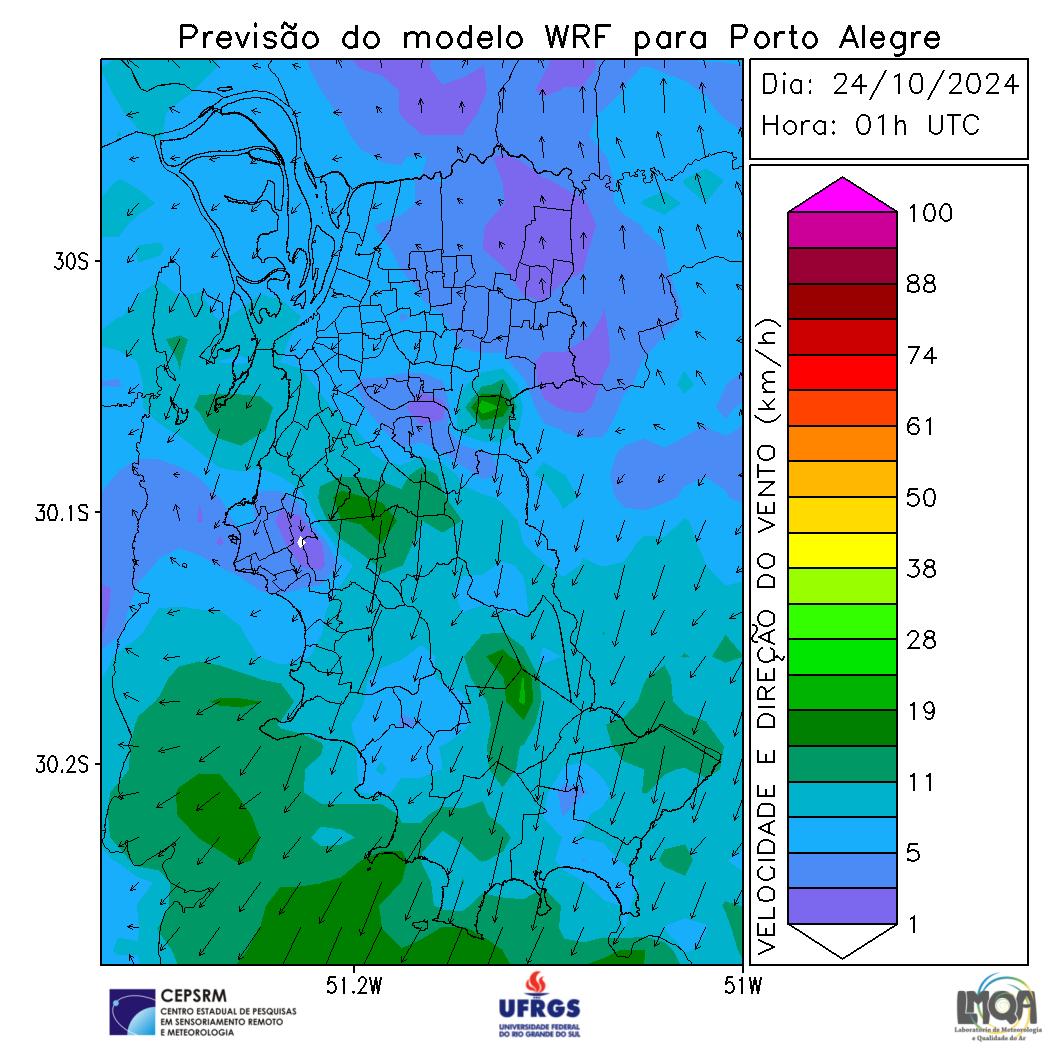 Previsão do modelo WRF para Porto Alegre
Dia: 24/10/2024
Hora: 01h UTC
100
88
74
61
50
38
28
19
11
5
1
VELOCIDADE E DIREÇÃO DO VENTO (km/h)
30S
30.1S
30.2S
51.2W
51W
CEPSRM
CENTRO ESTADUAL DE PESQUISAS
EM SENSORIAMENTO REMOTO
E METEOROLOGIA
UFRGS
UNIVERSIDADE FEDERAL
DO RIO GRANDE DO SUL
LMQA
Laboratório de Meteorologia
e Qualidade do Ar